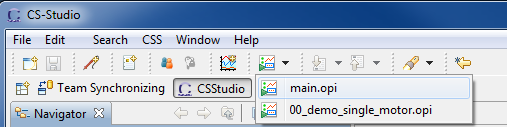 CS-Studio
File Edit Search CSS Window Help
Team Synchronizing CSStudio
main.opi
Navigator
00_demo_single_motor.opi